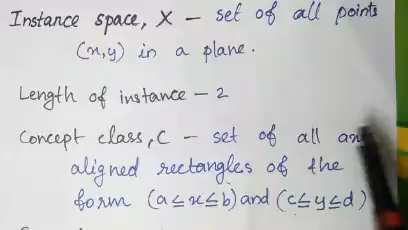 Instance space, X - set of all points
(x,y) in a plane.
Length of instance - 2
Concept class, C - set of all
aligned rectangles of the
form (a ≤ x ≤ b) and (c ≤ y ≤ d)